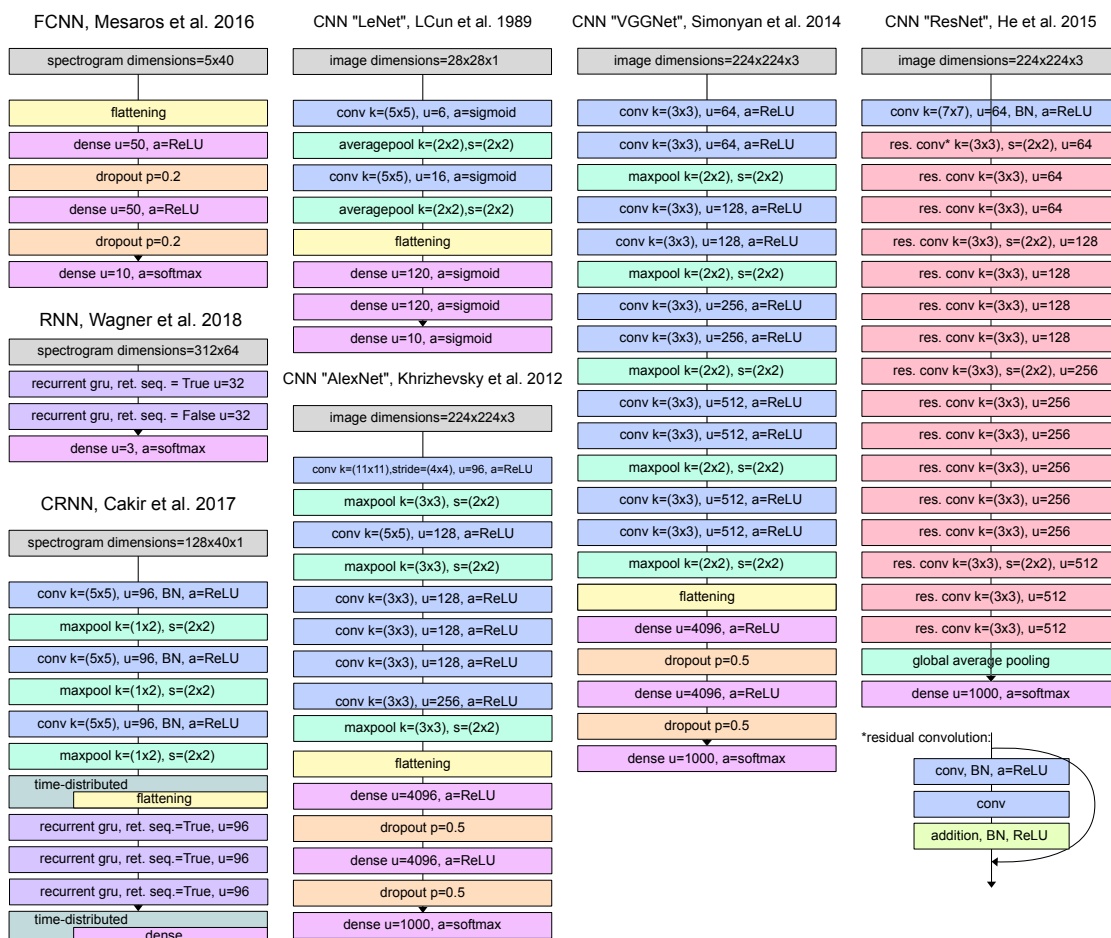 FCNN, Mesaros et al. 2016
spectrogram dimensions=5x40
flattening
dense u=50, a=ReLU
dropout p=0.2
dense u=50, a=ReLU
dropout p=0.2
dense u=10, a=softmax
RNN, Wagner et al. 2018
spectrogram dimensions=312x64
recurrent gru, ret. seq. = True u=32
recurrent gru, ret. seq. = False u=32
dense u=3, a=softmax
CRNN, Cakir et al. 2017
spectrogram dimensions=128x40x1
conv k=(5x5), u=96, BN, a=ReLU
maxpool k=(1x2), s=(2x2)
conv k=(5x5), u=96, BN, a=ReLU
maxpool k=(1x2), s=(2x2)
conv k=(5x5), u=96, BN, a=ReLU
maxpool k=(1x2), s=(2x2)
time-distributed
flattening
recurrent gru, ret. seq.=True, u=96
recurrent gru, ret. seq.=True, u=96
recurrent gru, ret. seq.=True, u=96
time-distributed
dense
CNN "LeNet", LCun et al. 1989
image dimensions=28x28x1
conv k=(5x5), u=6, a=sigmoid
averagepool k=(2x2),s=(2x2)
conv k=(5x5), u=16, a=sigmoid
averagepool k=(2x2),s=(2x2)
flattening
dense u=120, a=sigmoid
dense u=120, a=sigmoid
dense u=10, a=sigmoid
CNN "AlexNet", Khrizhevsky et al. 2012
image dimensions=224x224x3
conv k=(11x11),stride=(4x4), u=96, a=ReLU
maxpool k=(3x3), s=(2x2)
conv k=(5x5), u=128, a=ReLU
maxpool k=(3x3), s=(2x2)
conv k=(3x3), u=128, a=ReLU
conv k=(3x3), u=128, a=ReLU
conv k=(3x3), u=128, a=ReLU
conv k=(3x3), u=256, a=ReLU
maxpool k=(3x3), s=(2x2)
flattening
dense u=4096, a=ReLU
dropout p=0.5
dense u=4096, a=ReLU
dropout p=0.5
dense u=1000, a=softmax
CNN "VGGNet", Simonyan et al. 2014
image dimensions=224x224x3
conv k=(3x3), u=64, a=ReLU
conv k=(3x3), u=64, a=ReLU
maxpool k=(2x2), s=(2x2)
conv k=(3x3), u=128, a=ReLU
conv k=(3x3), u=128, a=ReLU
maxpool k=(2x2), s=(2x2)
conv k=(3x3), u=256, a=ReLU
conv k=(3x3), u=256, a=ReLU
maxpool k=(2x2), s=(2x2)
conv k=(3x3), u=512, a=ReLU
conv k=(3x3), u=512, a=ReLU
maxpool k=(2x2), s=(2x2)
conv k=(3x3), u=512, a=ReLU
conv k=(3x3), u=512, a=ReLU
maxpool k=(2x2), s=(2x2)
flattening
dense u=4096, a=ReLU
dropout p=0.5
dense u=4096, a=ReLU
dropout p=0.5
dense u=1000, a=softmax
CNN "ResNet", He et al. 2015
image dimensions=224x224x3
conv k=(7x7), u=64, BN, a=ReLU
res. conv* k=(3x3), s=(2x2), u=64
res. conv k=(3x3), u=64
res. conv k=(3x3), u=64
res. conv k=(3x3), s=(2x2), u=128
res. conv k=(3x3), u=128
res. conv k=(3x3), u=128
res. conv k=(3x3), u=128
res. conv k=(3x3), s=(2x2), u=256
res. conv k=(3x3), u=256
res. conv k=(3x3), u=256
res. conv k=(3x3), u=256
res. conv k=(3x3), u=256
res. conv k=(3x3), u=256
res. conv k=(3x3), s=(2x2), u=512
res. conv k=(3x3), u=512
res. conv k=(3x3), u=512
global average pooling
dense u=1000, a=softmax
*residual convolution:
conv, BN, a=ReLU
conv
addition, BN, ReLU